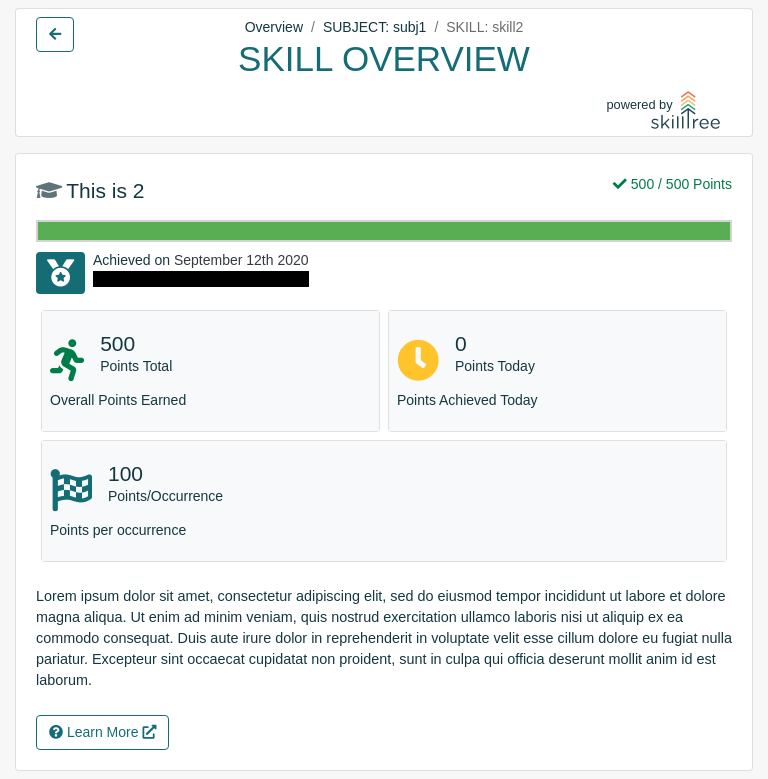 Overview / SUBJECT: subj1 / SKILL: skill2
SKILL OVERVIEW
powered by
skilltree
This is 2
500 / 500 Points
Achieved on September 12th 2020
500
Points Total
Overall Points Earned
0
Points Today
Points Achieved Today
100
Points/Occurrence
Points per occurrence
Lorem ipsum dolor sit amet, consectetur adipiscing elit, sed do eiusmod tempor incididunt ut labore et dolore
magna aliqua. Ut enim ad minim veniam, quis nostrud exercitation ullamco laboris nisi ut aliquip ex ea
commodo consequat. Duis aute irure dolor in reprehenderit in voluptate velit esse cillum dolore eu fugiat nulla
pariatur. Excepteur sint occaecat cupidatat non proident, sunt in culpa qui officia deserunt mollit anim id est
laborum.
Learn More